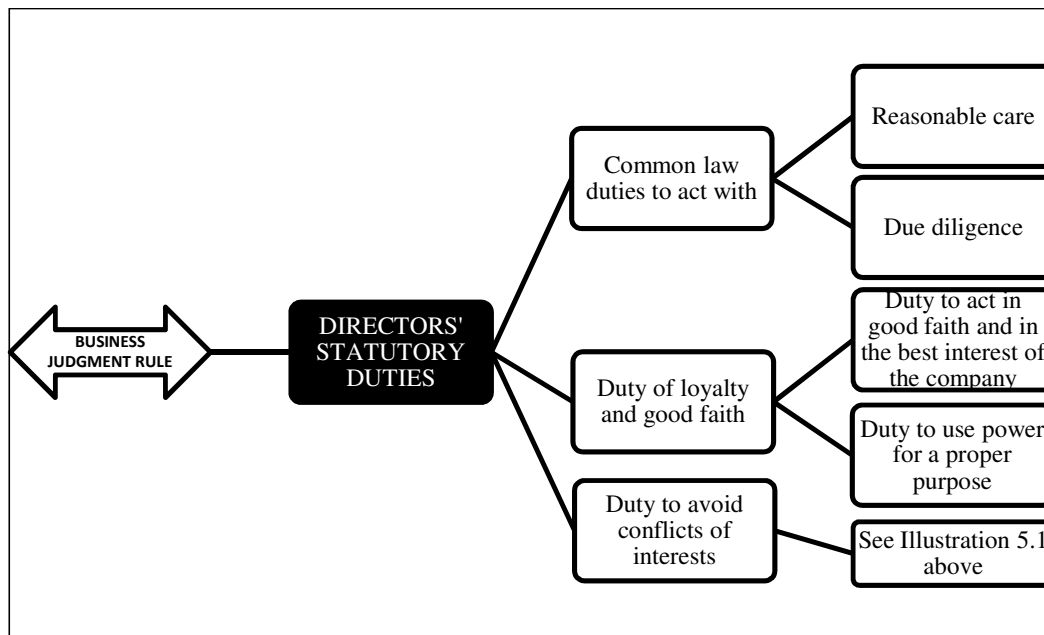 BUSINESS
JUDGMENT RULE
DIRECTORS'
STATUTORY
DUTIES
Common law
duties to act with
Reasonable care
Due diligence
Duty of loyalty
and good faith
Duty to act in
good faith and in
the best interest of
the company
Duty to use power
for a proper
purpose
Duty to avoid
conflicts of
interests
See Illustration 5.1
above